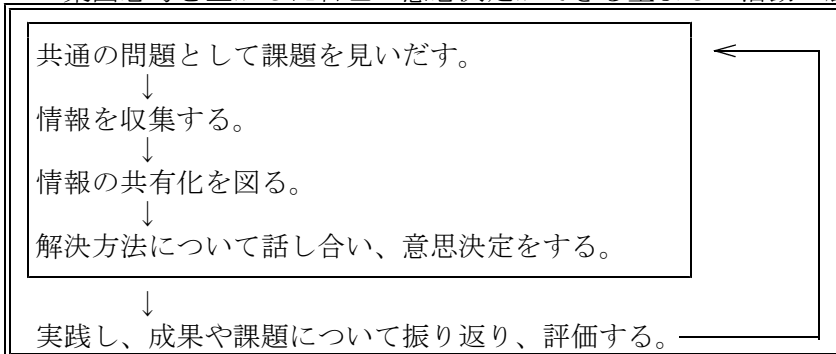 共通の問題として課題を見いだす。
↓
情報を収集する。
↓
情報の共有化を図る。
↓
解決方法について話し合い、意思決定をする。
↓
実践し、成果や課題について振り返り、評価する。